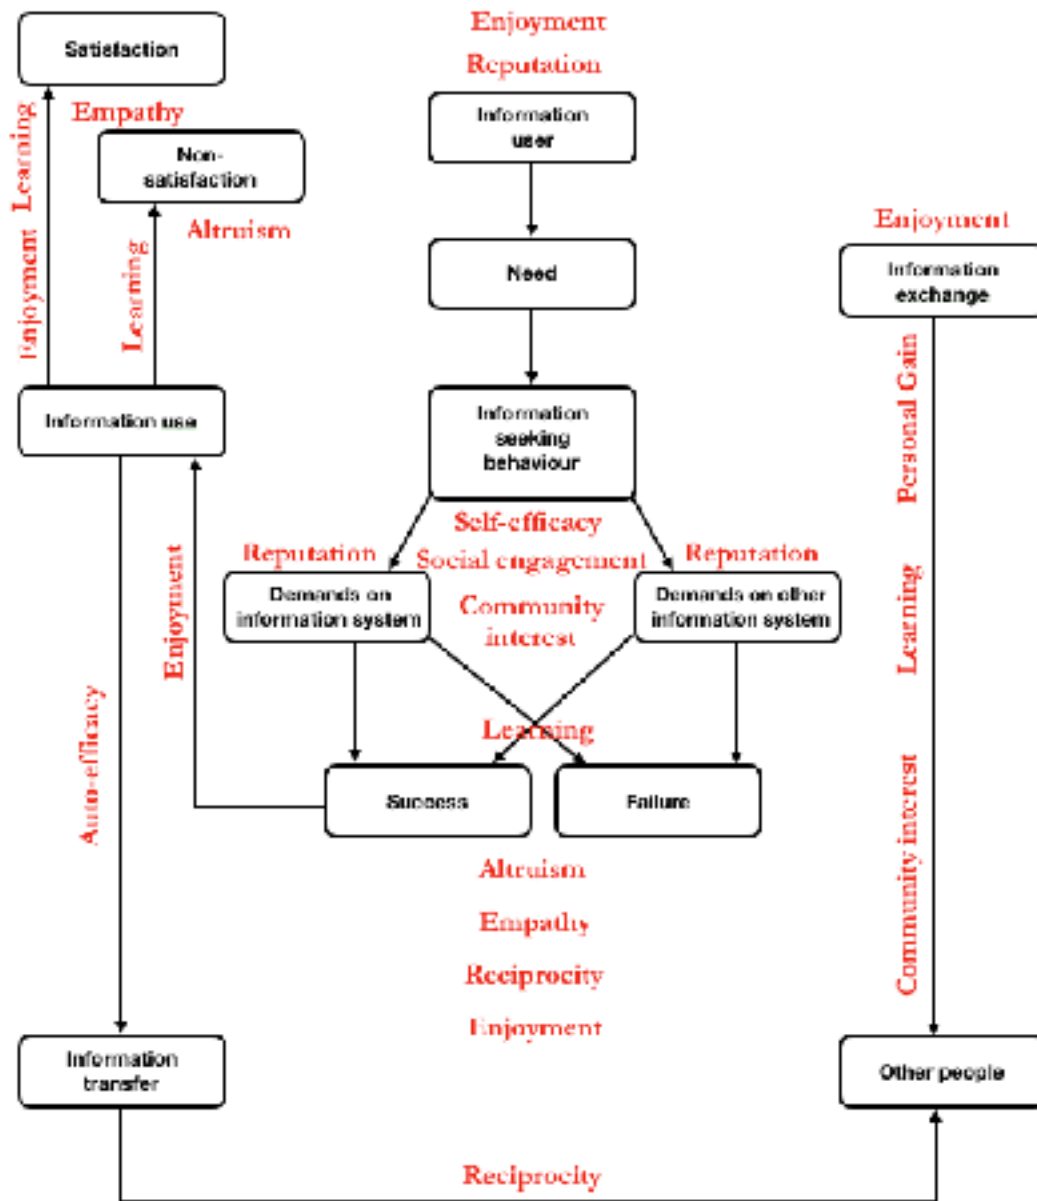 Enjoyment
Reputation
Satisfaction
Empathy
Information
user
Learning
Non-
satisfaction
Altruism
Enjoyment
Learning
Enjoyment
Need
Information
exchange
Information use
Information
seeking
behaviour
Personal Gain
Self-efficacy
Reputation
Social engagement
Reputation
Demands on
information system
Community
interest
Demands on other
information system
Enjoyment
Learning
Auto-efficacy
Learning
Success
Failure
Community interest
Altruism
Empathy
Reciprocity
Enjoyment
Information
transfer
Other people
Reciprocity